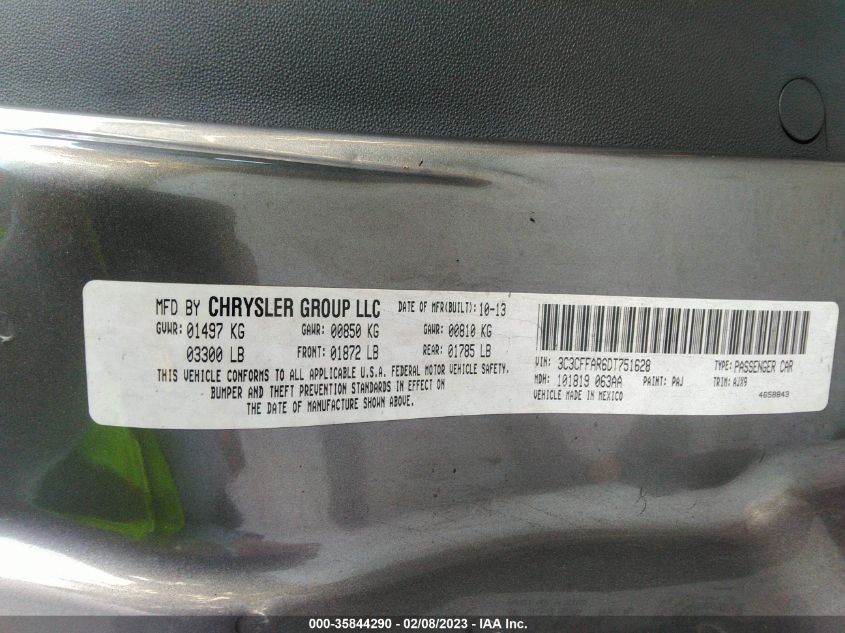 MFD BY CHRYSLER GROUP LLC DATE OF MFR(BUILT): 10-13
GVWR: 01497 KG GAWR: 00850 KG GAWR: 00810 KG
03300 LB FRONT: 01872 LB REAR: 01785 LB
THIS VEHICLE CONFORMS TO ALL APPLICABLE U.S.A. FEDERAL MOTOR VEHICLE SAFETY,
BUMPER AND THEFT PREVENTION STANDARDS IN EFFECT ON
THE DATE OF MANUFACTURE SHOWN ABOVE.
VIN: 3C3CFFAR6DT751628 TYPE: PASSENGER CAR
MDH: 101819 063AA PAINT: PAJ TRIM: AJX9
VEHICLE MADE IN MEXICO 4658843
000-35844290 - 02/08/2023 - IAA Inc.